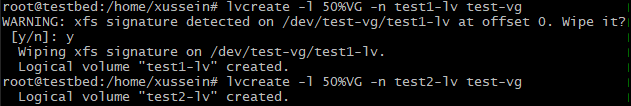 root@testbed:/home/xussein# lvcreate -l 50%VG -n test1-lv test-vg
WARNING: xfs signature detected on /dev/test-vg/test1-lv at offset 0. Wipe it?
[y/n]: y
Wiping xfs signature on /dev/test-vg/test1-lv.
Logical volume "test1-lv" created.
root@testbed:/home/xussein# lvcreate -l 50%VG -n test2-lv test-vg
Logical volume "test2-lv" created.